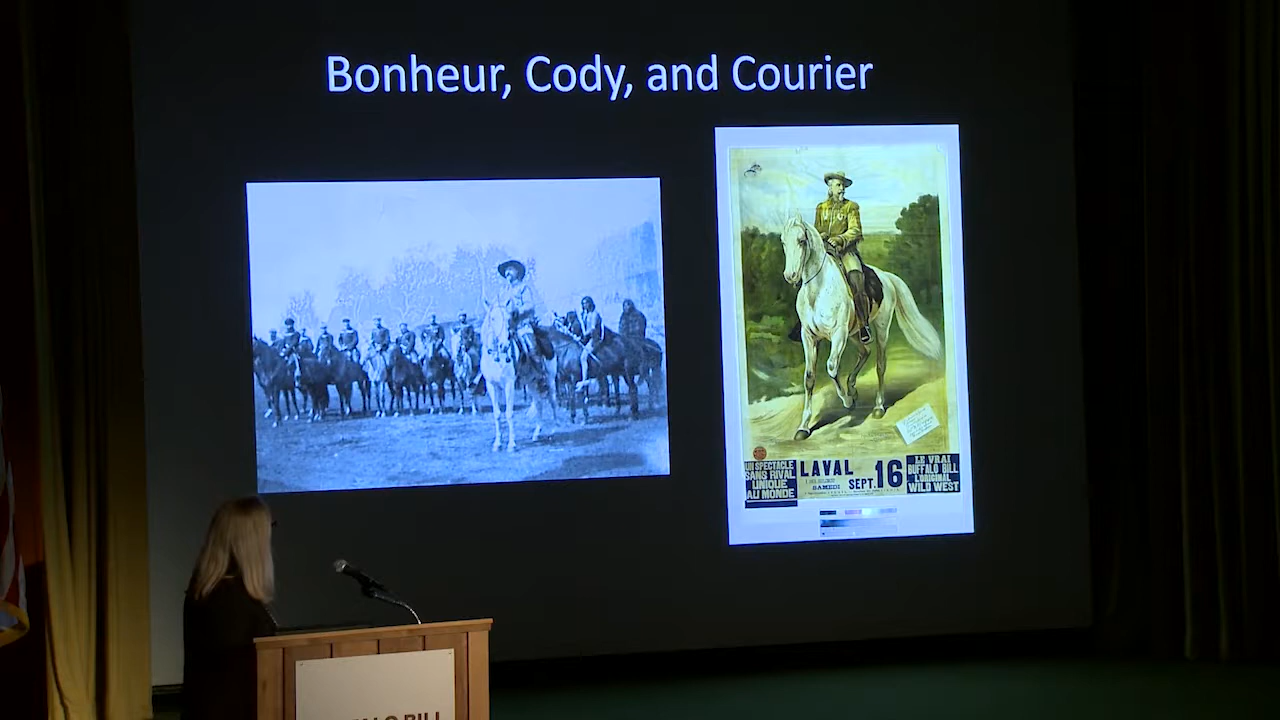 Bonheur, Cody, and Courier
UN SPECTACLE
SANS RIVAL
UNIQUE
AU MONDE
LAVAL
SAMEDI
SEPT. 16
LE VRAI
BUFFALO BILL
L'ORIGINAL
WILD WEST
BILL